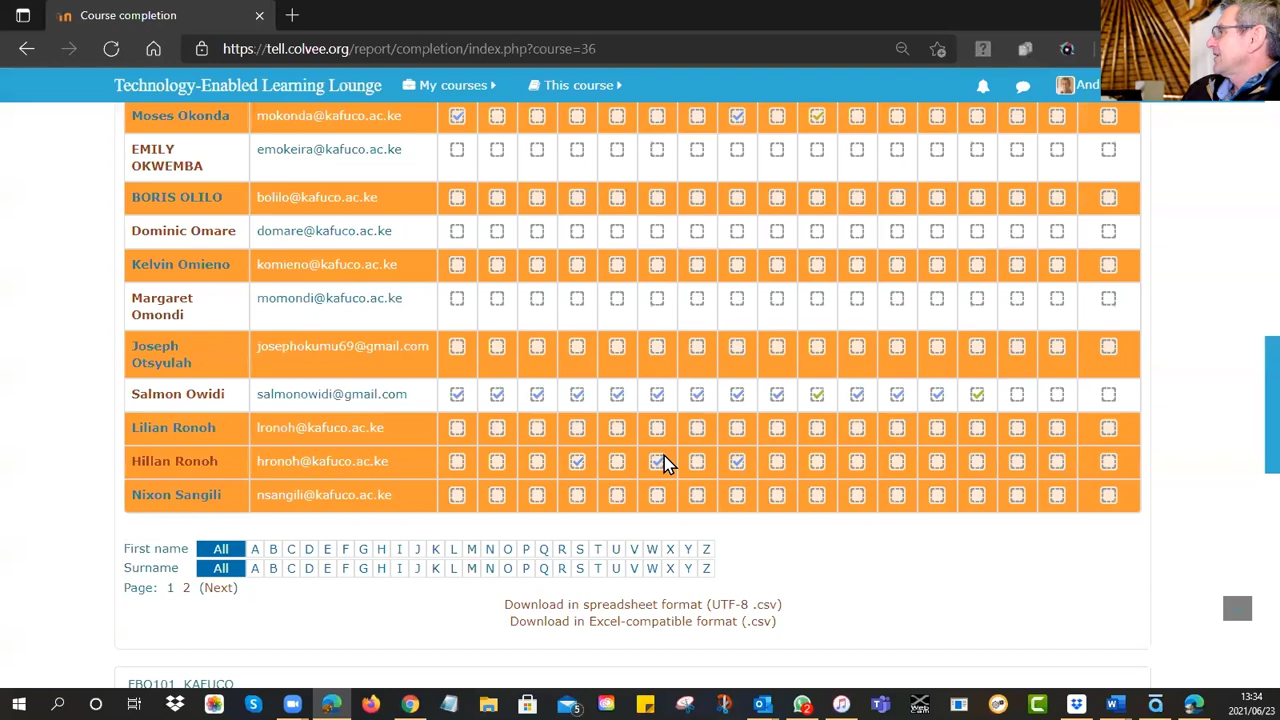 Course completion
https://tell.colvee.org/report/completion/index.php?course=36
Technology-Enabled Learning Lounge My courses This course And
Moses Okonda mokonda@kafuco.ac.ke
EMILY OKWEMBA emokeira@kafuco.ac.ke
BORIS OLILO bolilo@kafuco.ac.ke
Dominic Omare domare@kafuco.ac.ke
Kelvin Omieno komieno@kafuco.ac.ke
Margaret Omondi momondi@kafuco.ac.ke
Joseph Otsyulah josephokumu69@gmail.com
Salmon Owidi salmonowidi@gmail.com
Lilian Ronoh lronoh@kafuco.ac.ke
Hillan Ronoh hronoh@kafuco.ac.ke
Nixon Sangili nsangili@kafuco.ac.ke
First name All A B C D E F G H I J K L M N O P Q R S T U V W X Y Z
Surname All A B C D E F G H I J K L M N O P Q R S T U V W X Y Z
Page: 1 2 (Next)
Download in spreadsheet format (UTF-8 .csv)
Download in Excel-compatible format (.csv)
EBO101 KAFUCO
13:34
2021/06/23